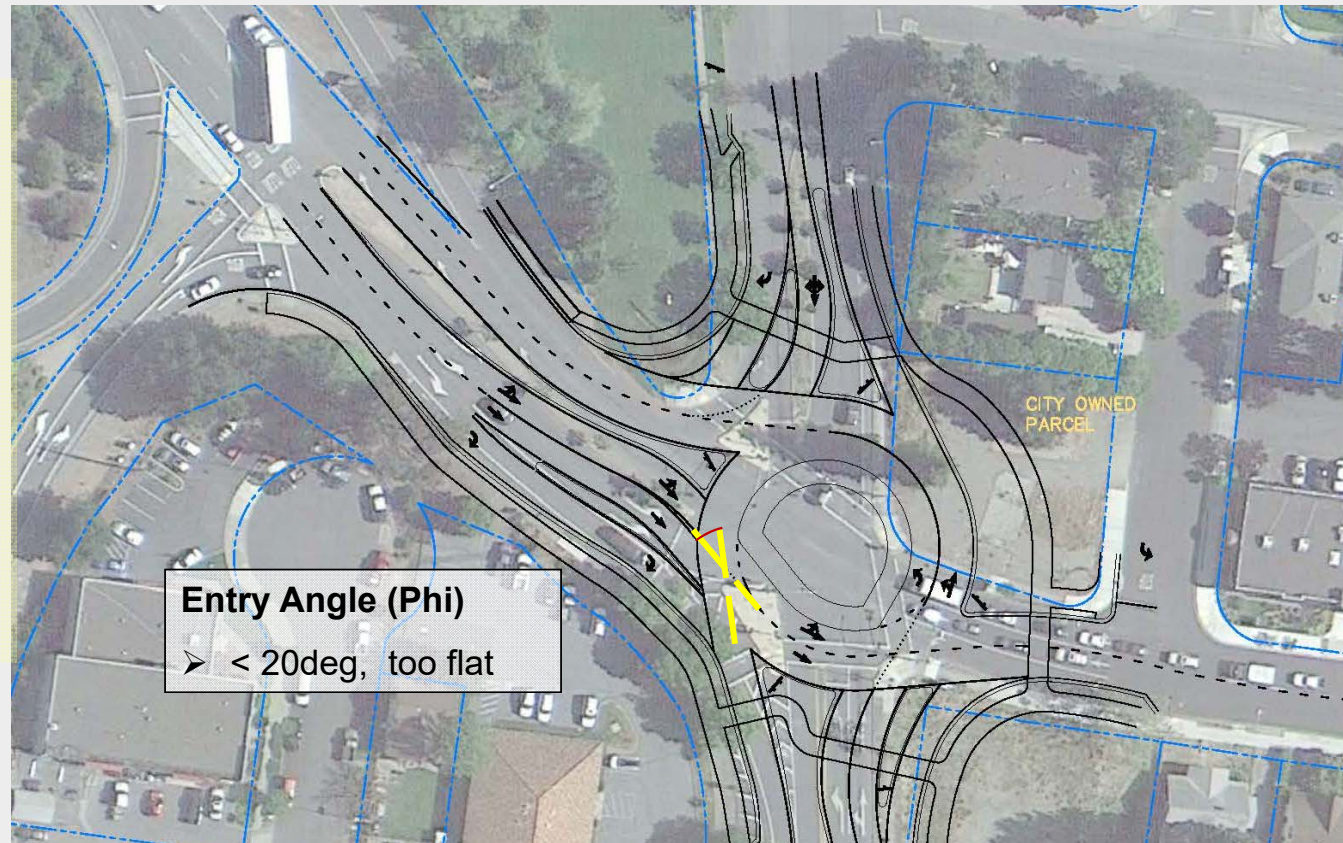 CITY OWNED
PARCEL
Entry Angle (Phi)
➢ < 20deg, too flat